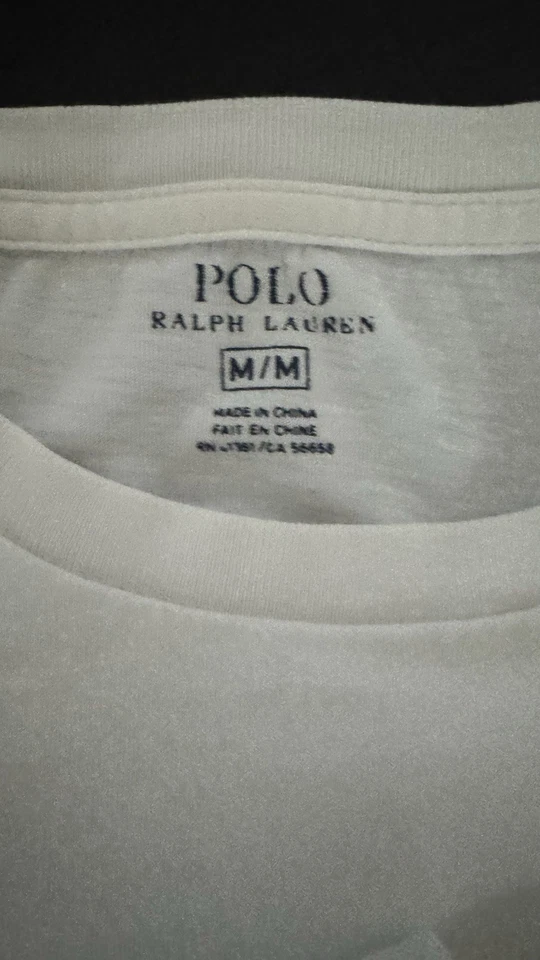 POLO
RALPH LAUREN
M/M
MADE IN CHINA
FAIT EN CHINE
RN 41381/CA 56658